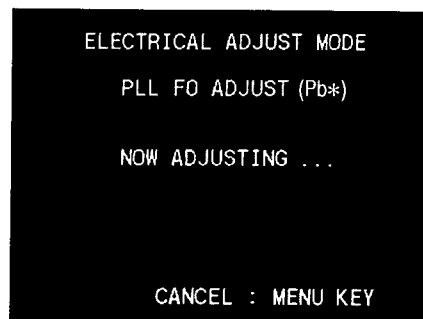 ELECTRICAL ADJUST MODE
PLL FO ADJUST (Pb*)
NOW ADJUSTING ...
CANCEL : MENU KEY